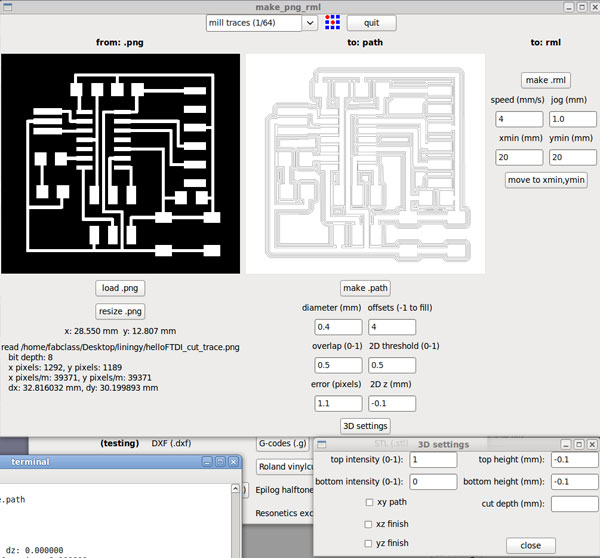 make_png_rml
mill traces (1/64) quit
from: .png to: path to: rml
make .rml
speed (mm/s) jog (mm)
4 1.0
xmin (mm) ymin (mm)
20 20
move to xmin,ymin
load .png make .path
resize .png diameter (mm) offsets (-1 to fill)
x: 28.550 mm y: 12.807 mm 0.4 4
read /home/fabclass/Desktop/liningy/helloFTDI_cut_trace.png overlap (0-1) 2D threshold (0-1)
bit depth: 8
x pixels: 1292, y pixels: 1189 0.5 0.5
x pixels/m: 39371, y pixels/m: 39371
dx: 32.816032 mm, dy: 30.199893 mm error (pixels) 2D z (mm)
1.1 -0.1
3D settings
(testing) DXF (.dxf) G-codes (.g) STL (.stl) 3D settings
terminal Roland vinylcu top intensity (0-1): 1 top height (mm): -0.1
Epilog halftone bottom intensity (0-1): 0 bottom height (mm): -0.1
.path xy path cut depth (mm):
Resonetics exc xz finish
dz: 0.000000 yz finish close